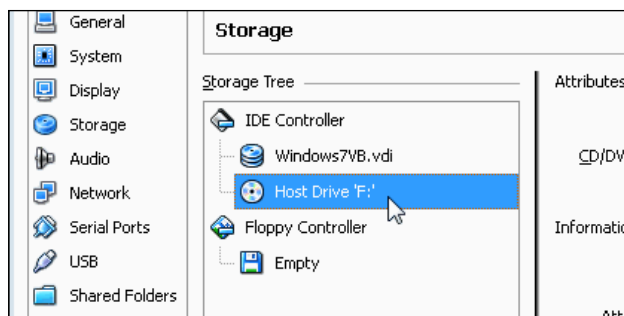 General
System
Display
Storage
Audio
Network
Serial Ports
USB
Shared Folders
Storage
Storage Tree
IDE Controller
Windows7VB.vdi
Host Drive 'F:'
Floppy Controller
Empty
Attributes
CD/DV
Informatio